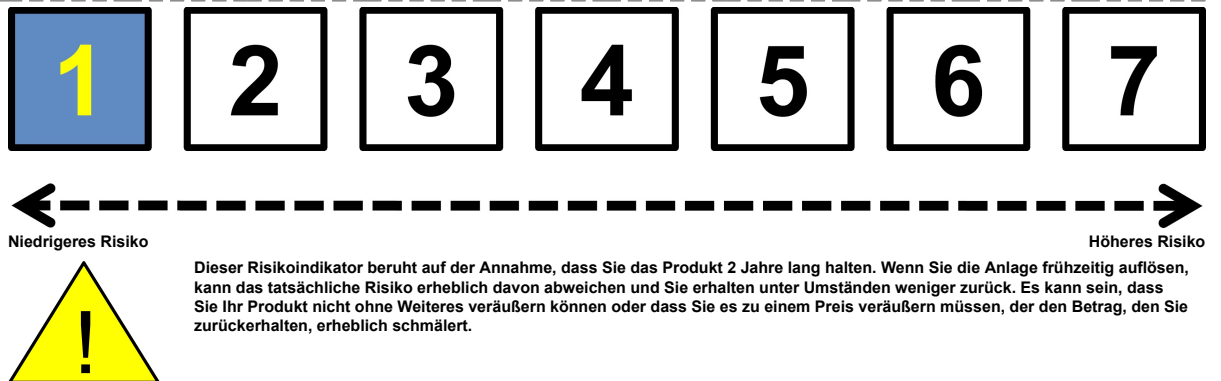 1 2 3 4 5 6 7
Niedrigeres Risiko Höheres Risiko
Dieser Risikoindikator beruht auf der Annahme, dass Sie das Produkt 2 Jahre lang halten. Wenn Sie die Anlage frühzeitig auflösen,
kann das tatsächliche Risiko erheblich davon abweichen und Sie erhalten unter Umständen weniger zurück. Es kann sein, dass
Sie Ihr Produkt nicht ohne Weiteres veräußern können oder dass Sie es zu einem Preis veräußern müssen, der den Betrag, den Sie
zurückerhalten, erheblich schmälert.
!